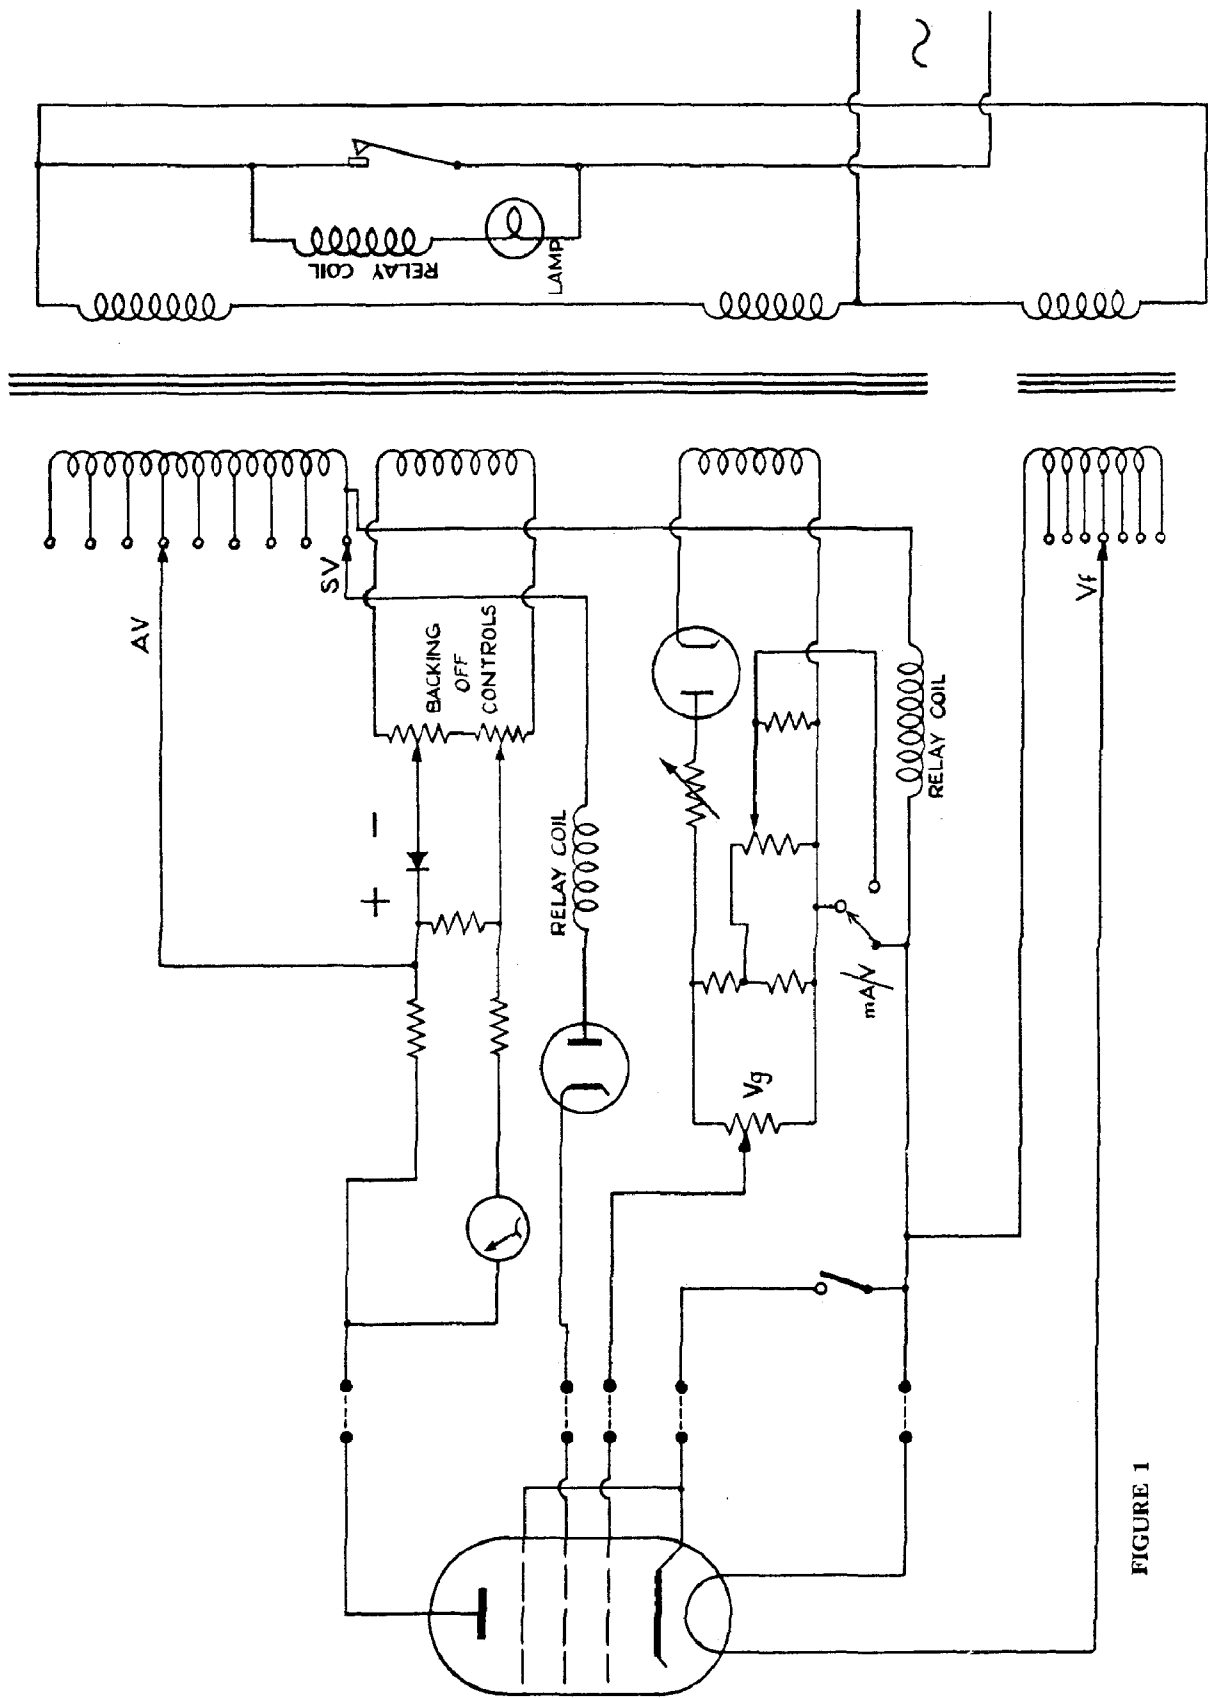 RELAY COIL
LAMP
AV
SV
BACKING
OFF
CONTROLS
Vf
+ -
RELAY COIL
RELAY COIL
mA/V
Vg
FIGURE 1